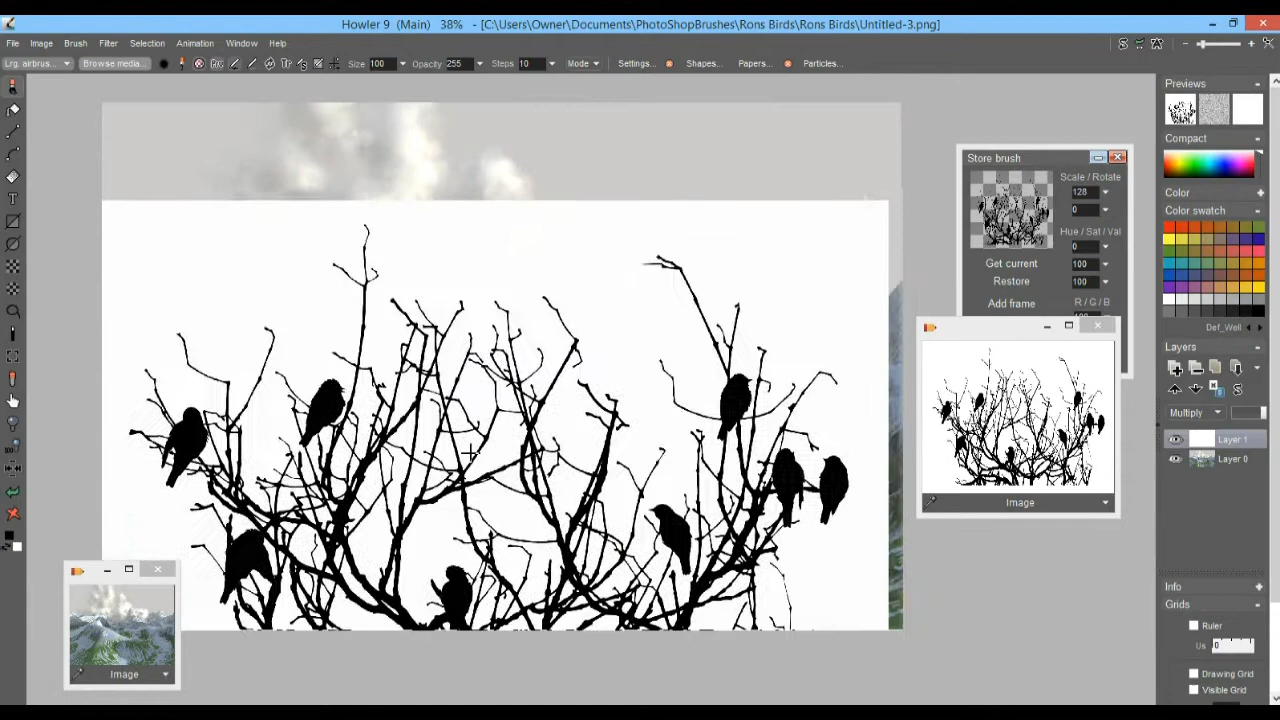 Howler 9 (Main) 38% - [C:\Users\Owner\Documents\PhotoShopBrushes\Rons Birds\Rons Birds\Untitled-3.png]
File Image Brush Filter Selection Animation Window Help
Lrg. airbrus... Browse media... Size 100 Opacity 255 Steps 10 Mode Settings... Shapes... Papers... Particles...
Previews
Compact
Color
Color swatch
Def_Well
Layers
Multiply
Layer 1
Layer 0
Info
Grids
Ruler
Us 0
Drawing Grid
Visible Grid
Store brush
Scale / Rotate
128
0
Hue / Sat / Val
0
Get current 100
Restore 100
Add frame R / G / B
Image
Image